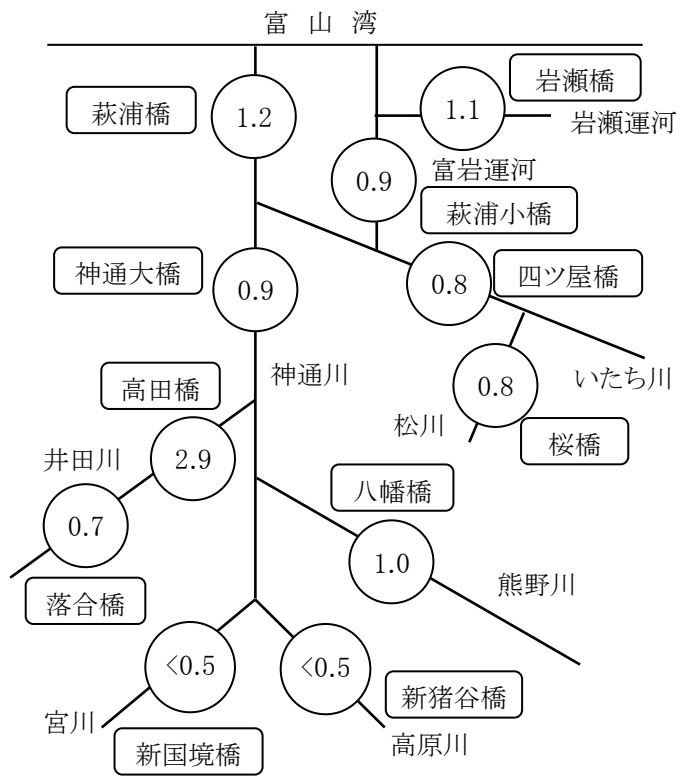 富山湾
岩瀬橋
萩浦橋
1.2
1.1
岩瀬運河
富岩運河
0.9
萩浦小橋
神通大橋
0.9
0.8
四ツ屋橋
神通川
いたち川
高田橋
0.8
松川
桜橋
井田川
2.9
八幡橋
0.7
1.0
熊野川
落合橋
<0.5
<0.5
新猪谷橋
宮川
新国境橋
高原川